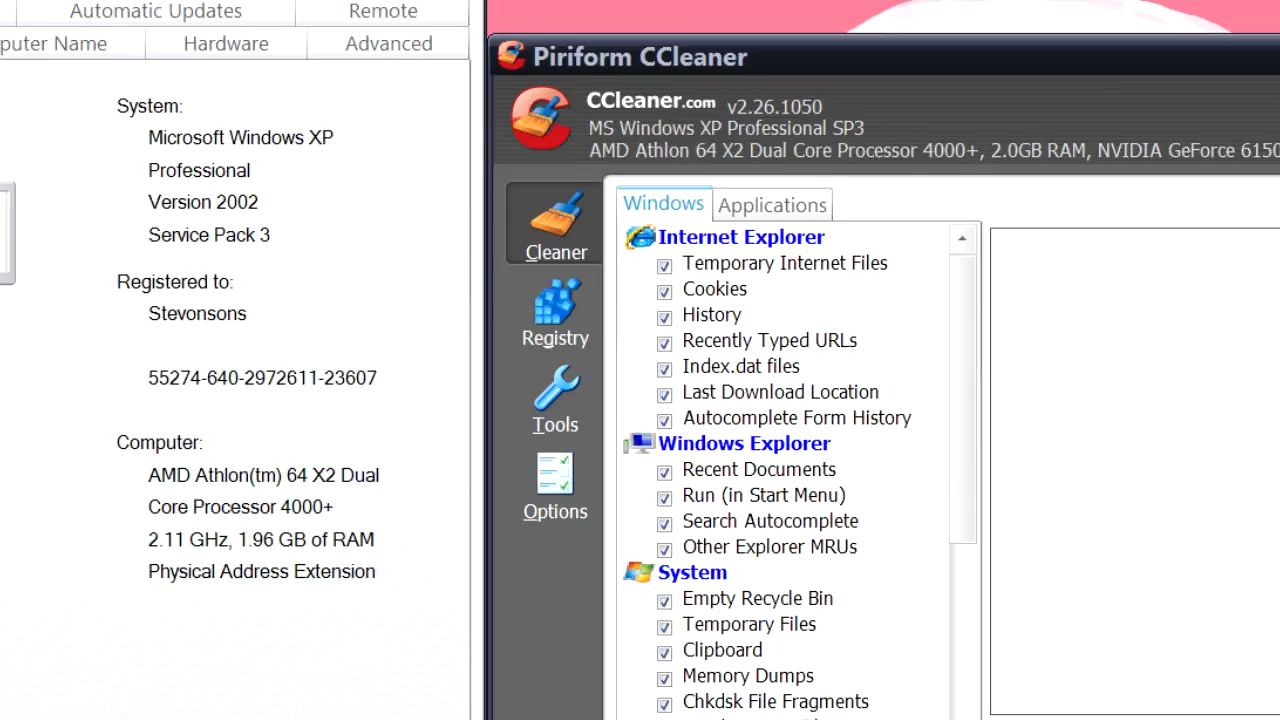 Automatic Updates
Remote
puter Name
Hardware
Advanced
System:
Microsoft Windows XP
Professional
Version 2002
Service Pack 3
Registered to:
Stevonsons
55274-640-2972611-23607
Computer:
AMD Athlon(tm) 64 X2 Dual
Core Processor 4000+
2.11 GHz, 1.96 GB of RAM
Physical Address Extension
Piriform CCleaner
CCleaner.com v2.26.1050
MS Windows XP Professional SP3
AMD Athlon 64 X2 Dual Core Processor 4000+, 2.0GB RAM, NVIDIA GeForce 6150
Cleaner
Registry
Tools
Options
Windows
Applications
Internet Explorer
Temporary Internet Files
Cookies
History
Recently Typed URLs
Index.dat files
Last Download Location
Autocomplete Form History
Windows Explorer
Recent Documents
Run (in Start Menu)
Search Autocomplete
Other Explorer MRUs
System
Empty Recycle Bin
Temporary Files
Clipboard
Memory Dumps
Chkdsk File Fragments